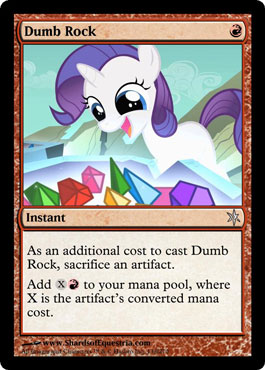 Dumb Rock
Instant
As an additional cost to cast Dumb
Rock, sacrifice an artifact.
Add X to your mana pool, where
X is the artifact's converted mana
cost.
www.ShardsofEquestria.com